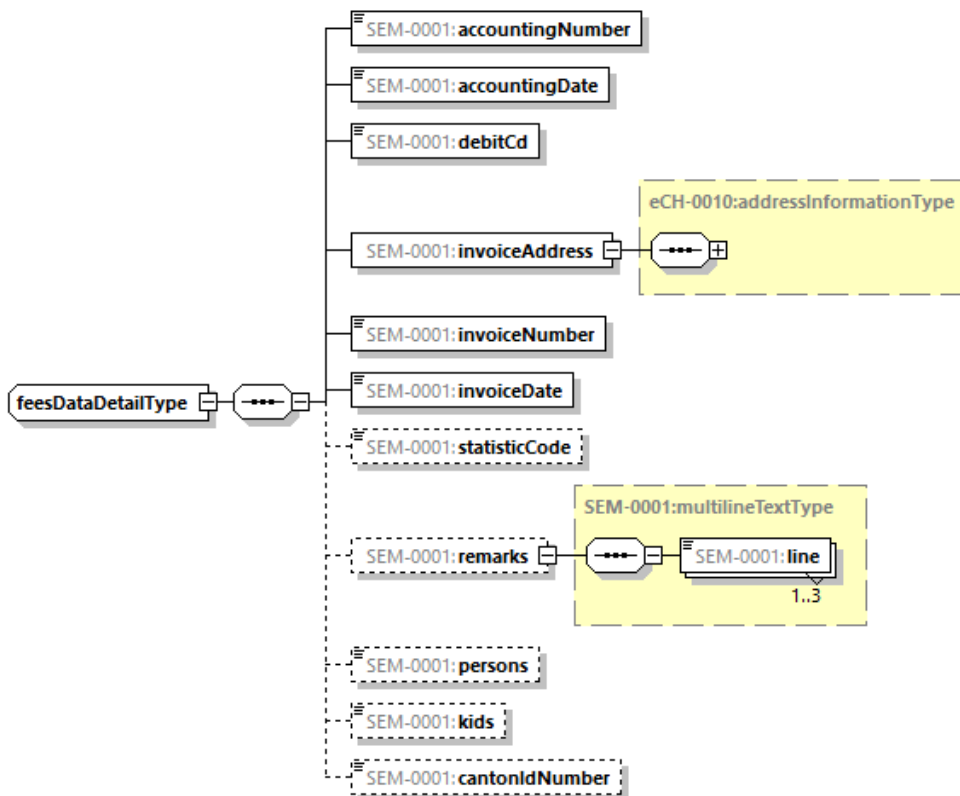 SEM-0001:accountingNumber
SEM-0001:accountingDate
SEM-0001:debitCd
eCH-0010:addressInformationType
SEM-0001:invoiceAddress
SEM-0001:invoiceNumber
SEM-0001:invoiceDate
feesDataDetailType
SEM-0001:statisticCode
SEM-0001:multilineTextType
SEM-0001:remarks
SEM-0001:line
1..3
SEM-0001:persons
SEM-0001:kids
SEM-0001:cantonIdNumber